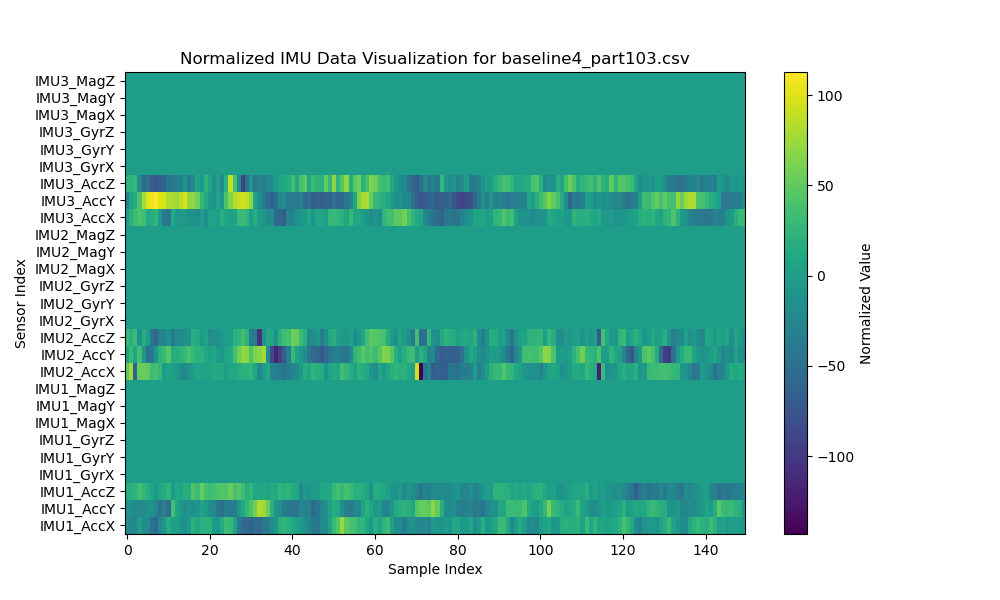 Normalized IMU Data Visualization for baseline4_part103.csv
IMU3_MagZ
IMU3_MagY
IMU3_MagX
IMU3_GyrZ
IMU3_GyrY
IMU3_GyrX
IMU3_AccZ
IMU3_AccY
IMU3_AccX
IMU2_MagZ
IMU2_MagY
IMU2_MagX
IMU2_GyrZ
IMU2_GyrY
IMU2_GyrX
IMU2_AccZ
IMU2_AccY
IMU2_AccX
IMU1_MagZ
IMU1_MagY
IMU1_MagX
IMU1_GyrZ
IMU1_GyrY
IMU1_GyrX
IMU1_AccZ
IMU1_AccY
IMU1_AccX
Sensor Index
0 20 40 60 80 100 120 140
Sample Index
100
50
0
−50
−100
Normalized Value